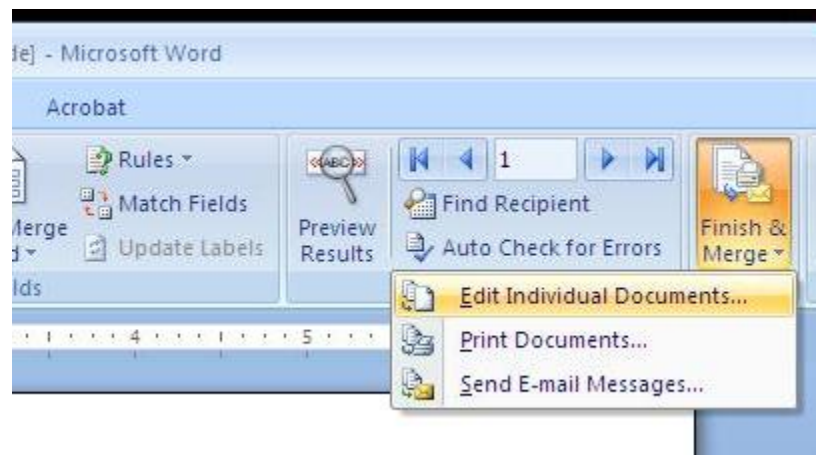 de] - Microsoft Word
Acrobat
Rules
Match Fields
Update Labels
Merge
lds
«ABC»
Preview
Results
1
Find Recipient
Auto Check for Errors
Finish &
Merge
Edit Individual Documents...
Print Documents...
Send E-mail Messages...
4 5